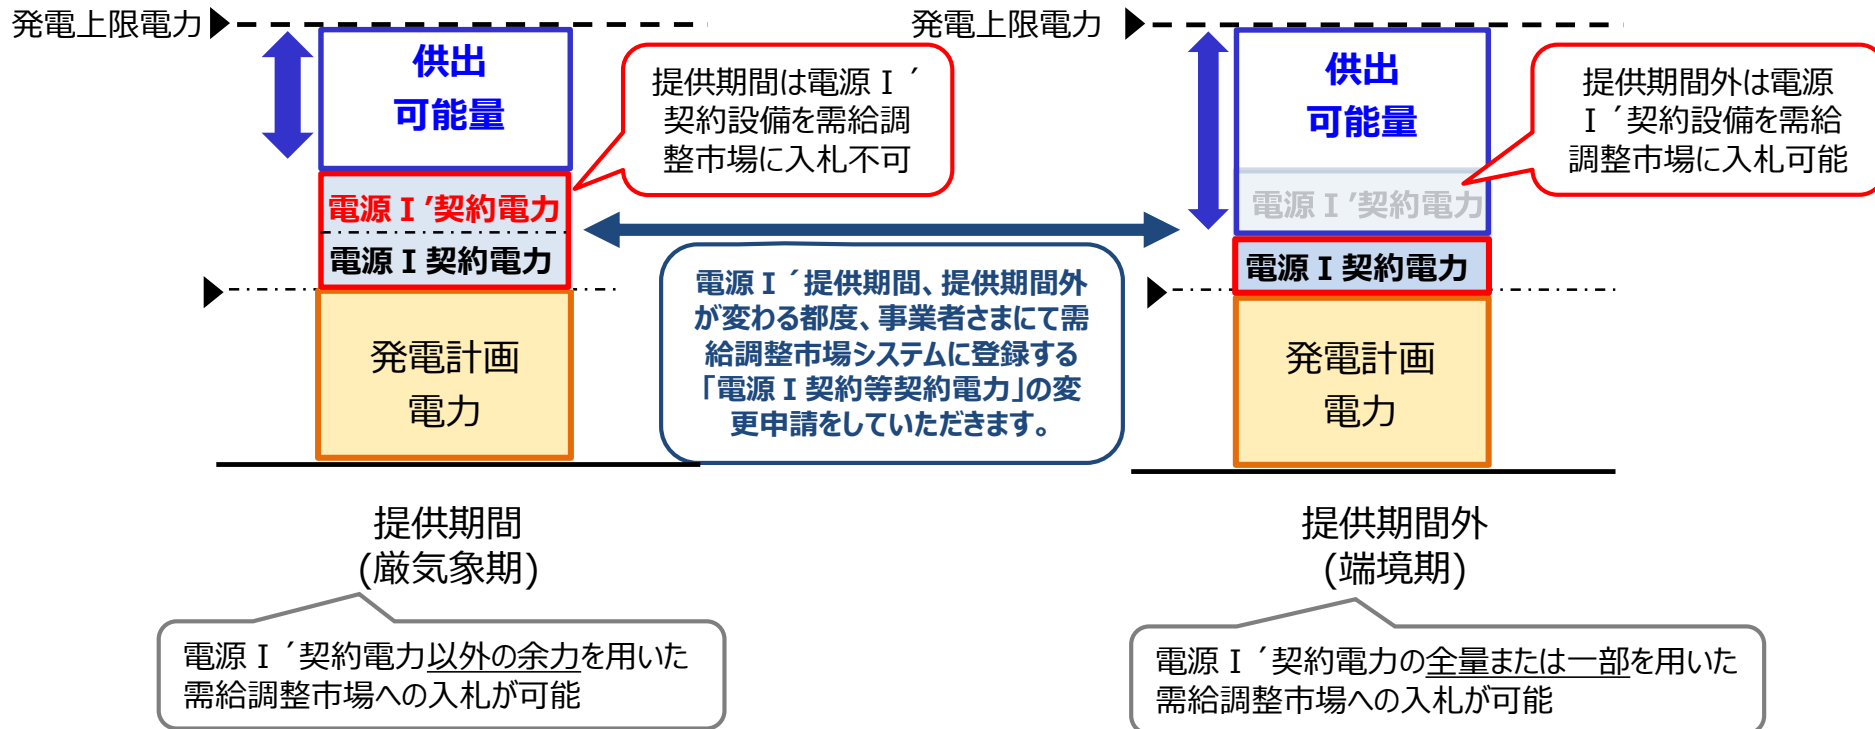 発電上限電力
供出
可能量
提供期間は電源Ⅰ´
契約設備を需給調
整市場に入札不可
電源Ⅰ’契約電力
電源Ⅰ契約電力
発電計画
電力
提供期間
(厳気象期)
電源Ⅰ´契約電力以外の余力を用いた
需給調整市場への入札が可能
電源Ⅰ´提供期間、提供期間外
が変わる都度、事業者さまにて需
給調整市場システムに登録する
「電源Ⅰ契約等契約電力」の変
更申請をしていただきます。
発電上限電力
供出
可能量
提供期間外は電源
Ⅰ´契約設備を需給
調整市場に入札可能
電源Ⅰ’契約電力
電源Ⅰ契約電力
発電計画
電力
提供期間外
(端境期)
電源Ⅰ´契約電力の全量または一部を用いた
需給調整市場への入札が可能